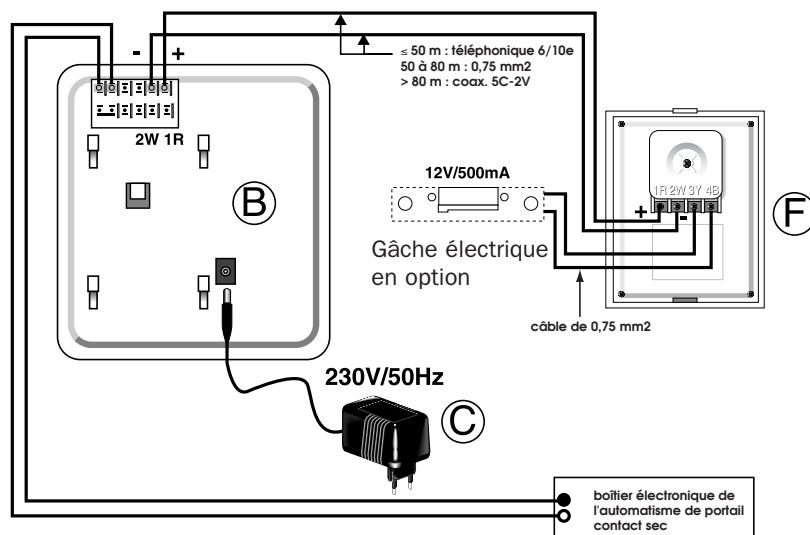 - +
≤ 50 m : téléphonique 6/10e
50 à 80 m : 0,75 mm2
> 80 m : coax. 5C-2V
2W 1R
B
12V/500mA
Gâche électrique
en option
1R 2W 3Y 4B
+ -
F
câble de 0,75 mm2
230V/50Hz
C
boîtier électronique de
l'automatisme de portail
contact sec